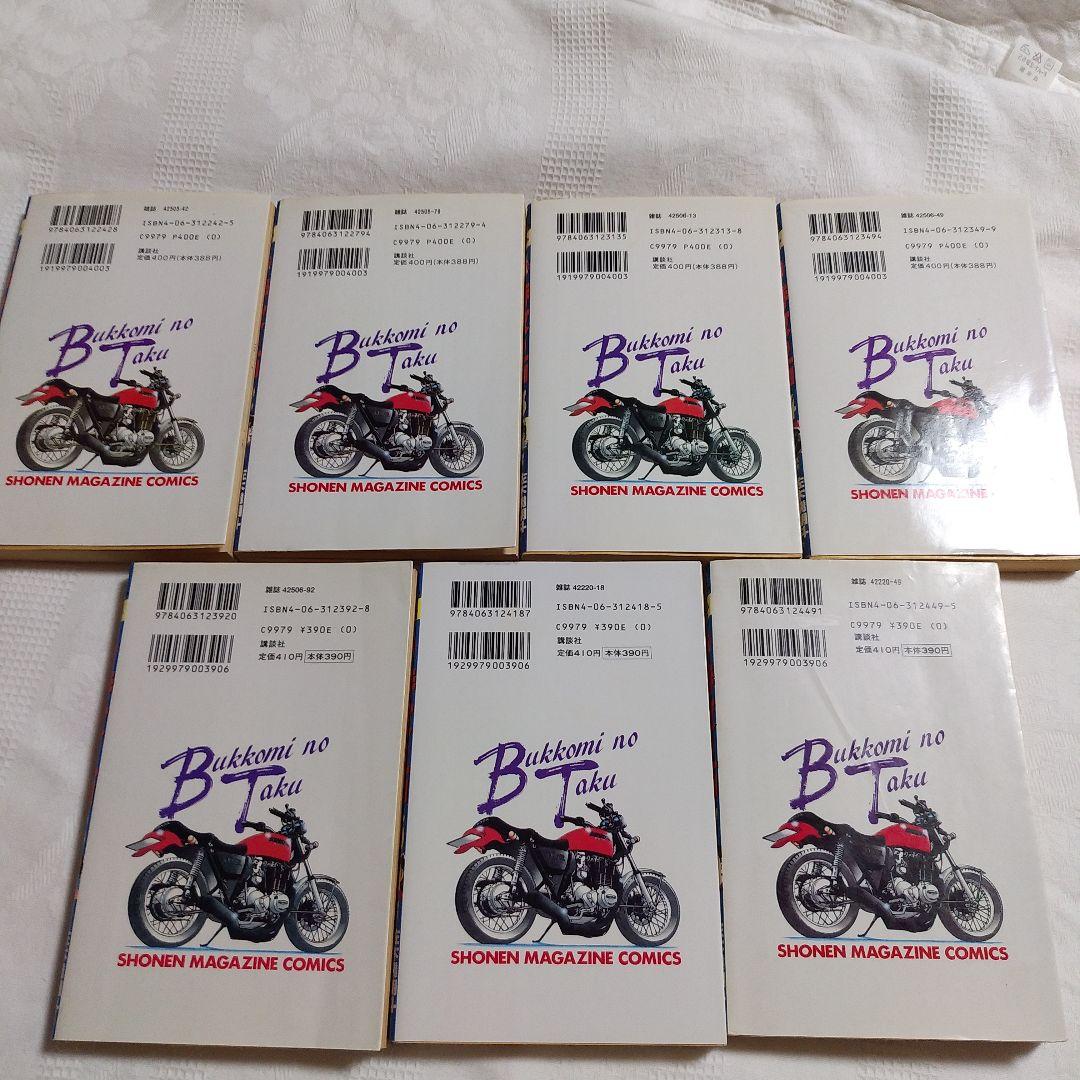 雑誌 42505-42
ISBN4-06-312242-5
9784063122428
C9979 P400E (0)
講談社
定価400円(本体388円)
1919979004003
Bukkomi no
Taku
SHONEN MAGAZINE COMICS
雑誌 42505-78
ISBN4-06-312279-4
9784063122794
C9979 P400E (0)
講談社
定価400円(本体388円)
1919979004003
Bukkomi no
Taku
SHONEN MAGAZINE COMICS
雑誌 42506-13
ISBN4-06-312313-8
9784063123135
C9979 P400E (0)
講談社
定価400円(本体388円)
1919979004003
Bukkomi no
Taku
SHONEN MAGAZINE COMICS
雑誌 42506-49
ISBN4-06-312349-9
9784063123494
C9979 P400E (0)
講談社
定価400円(本体388円)
1919979004003
Bukkomi no
Taku
SHONEN MAGAZINE
雑誌 42506-92
ISBN4-06-312392-8
9784063123920
C9979 ¥390E (0)
講談社
定価410円 本体390円
1929979003906
Bukkomi no
Taku
SHONEN MAGAZINE COMICS
雑誌 42220-18
ISBN4-06-312418-5
9784063124187
C9979 ¥390E (0)
講談社
定価410円 本体390円
1929979003906
Bukkomi no
Taku
SHONEN MAGAZINE COMICS
雑誌 42220-49
ISBN4-06-312449-5
9784063124491
C9979 ¥390E (0)
講談社
定価410円 本体390円
1929979003906
Bukkomi no
Taku
SHONEN MAGAZINE COMICS